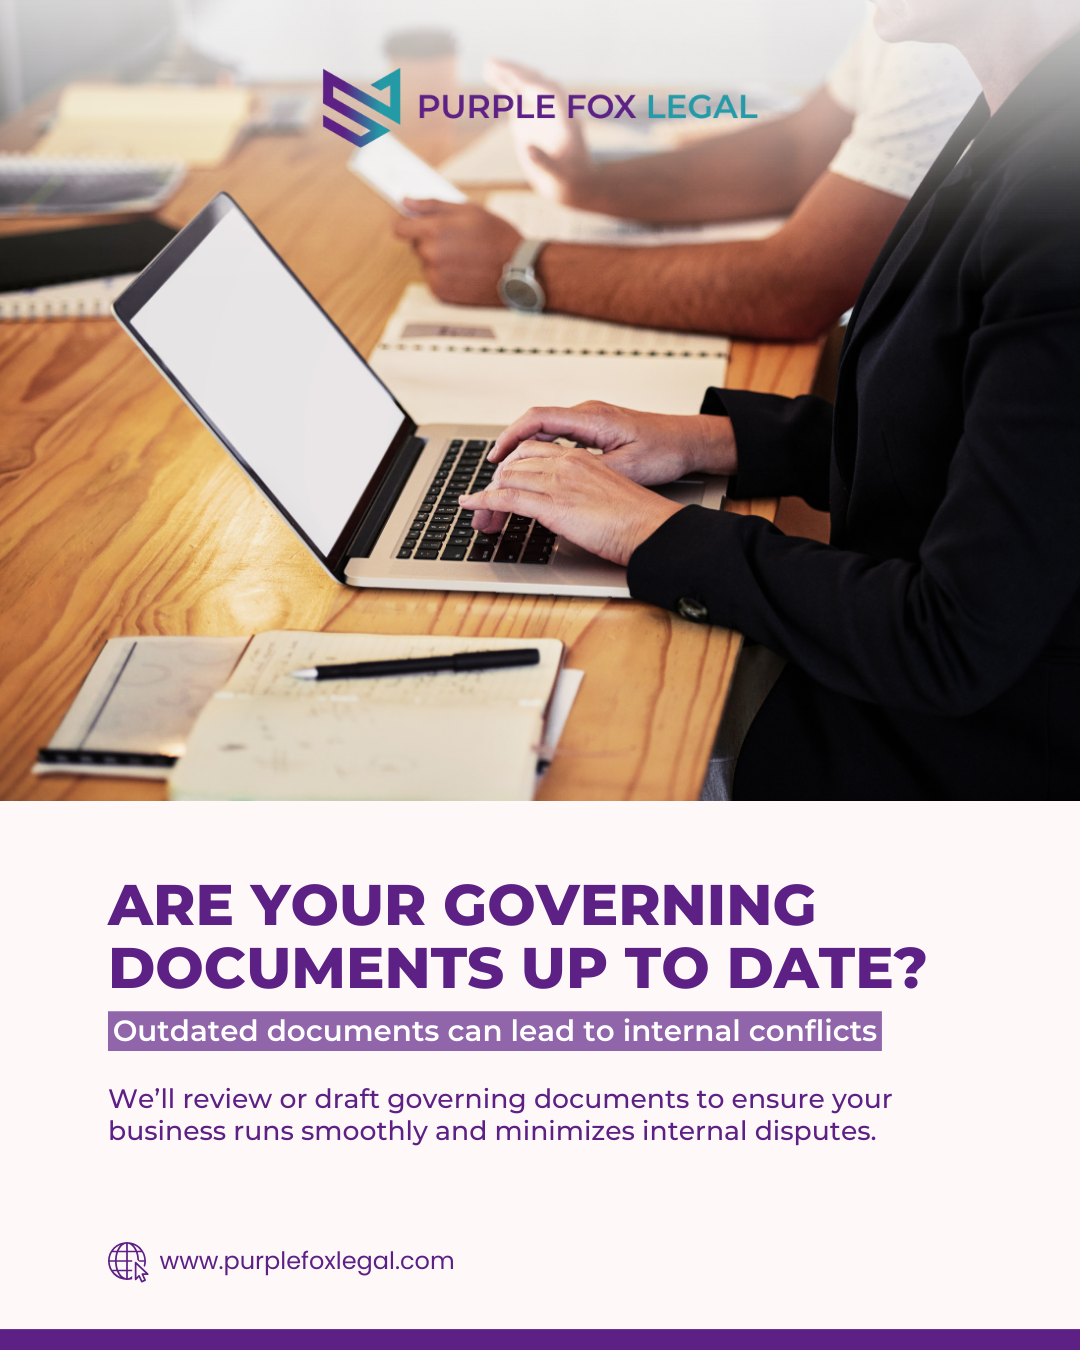 PURPLE FOX LEGAL
ARE YOUR GOVERNING
DOCUMENTS UP TO DATE?
Outdated documents can lead to internal conflicts
We’ll review or draft governing documents to ensure your
business runs smoothly and minimizes internal disputes.
www.purplefoxlegal.com